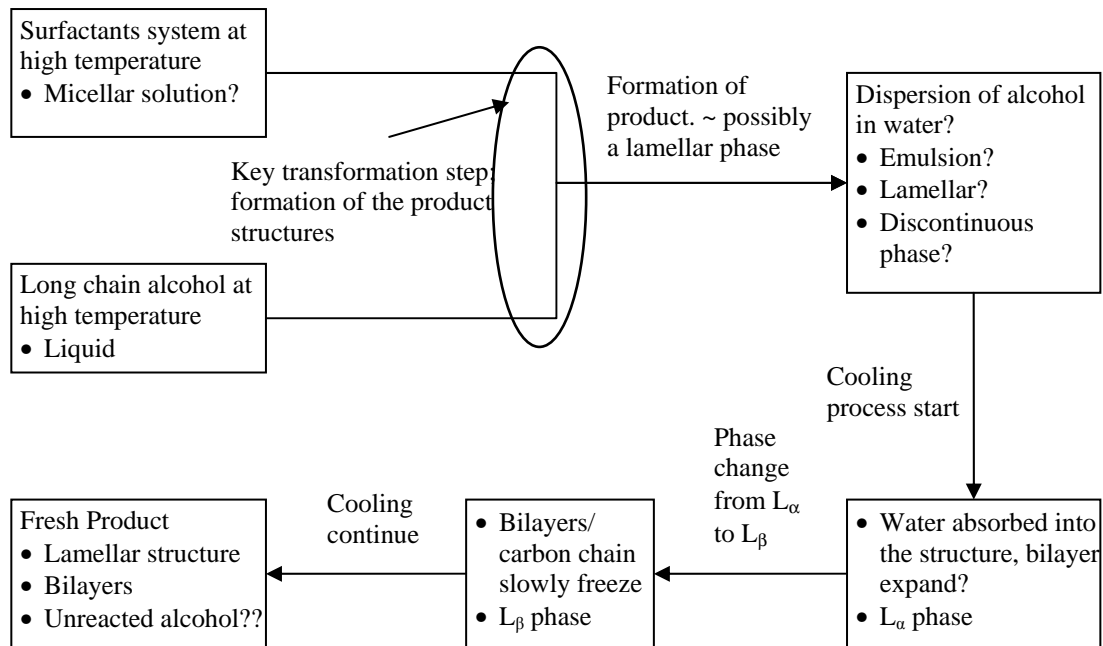 Surfactants system at
high temperature
• Micellar solution?
Key transformation step;
formation of the product
structures
Long chain alcohol at
high temperature
• Liquid
Formation of
product. ~ possibly
a lamellar phase
Dispersion of alcohol
in water?
• Emulsion?
• Lamellar?
• Discontinuous
phase?
Cooling
process start
• Water absorbed into
the structure, bilayer
expand?
• Lα phase
Phase
change
from Lα
to Lβ
• Bilayers/
carbon chain
slowly freeze
• Lβ phase
Cooling
continue
Fresh Product
• Lamellar structure
• Bilayers
• Unreacted alcohol??